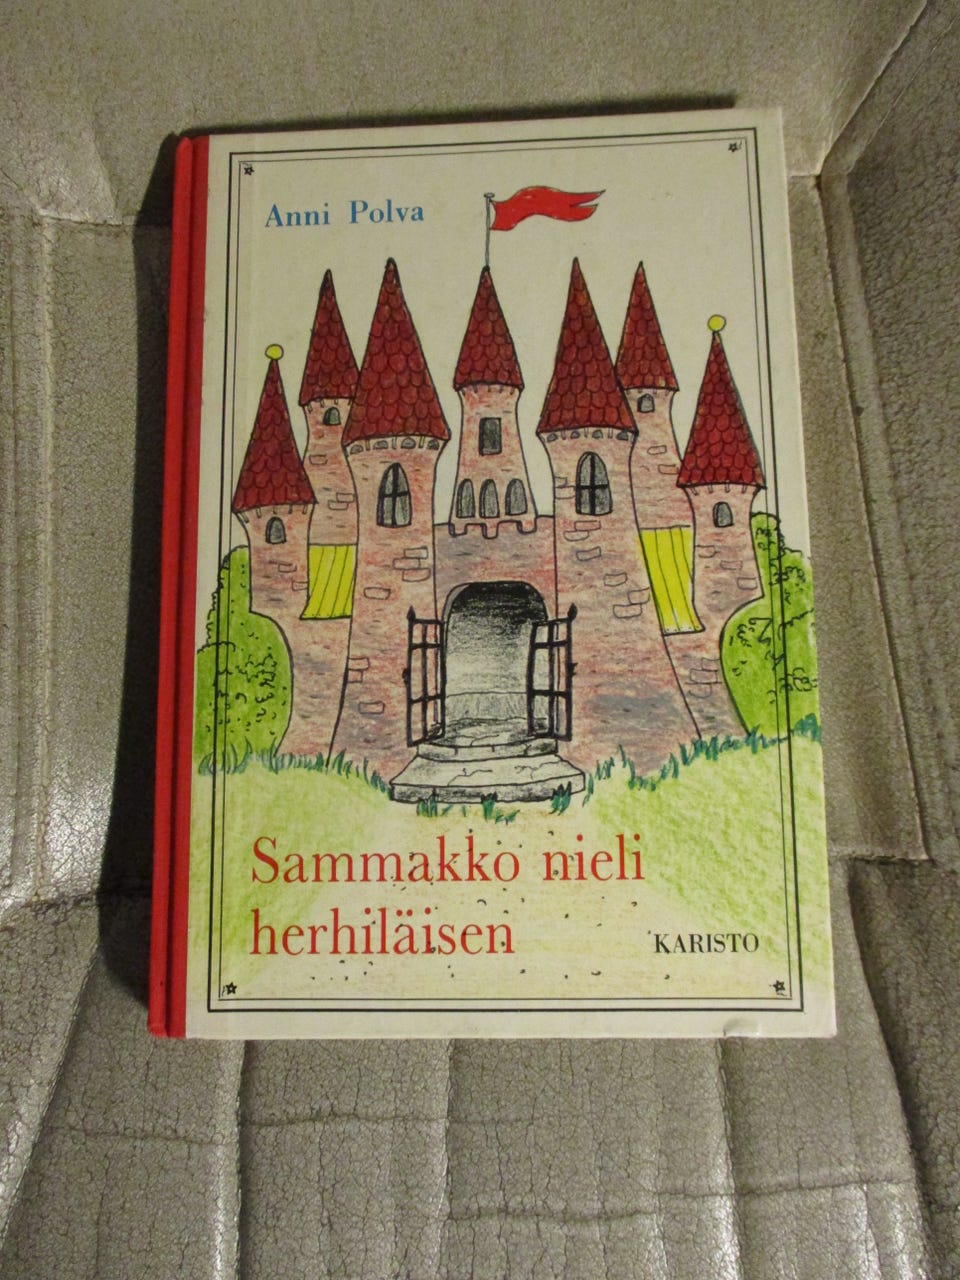 Anni Polva
Sammakko nieli
herhiläisen
KARISTO